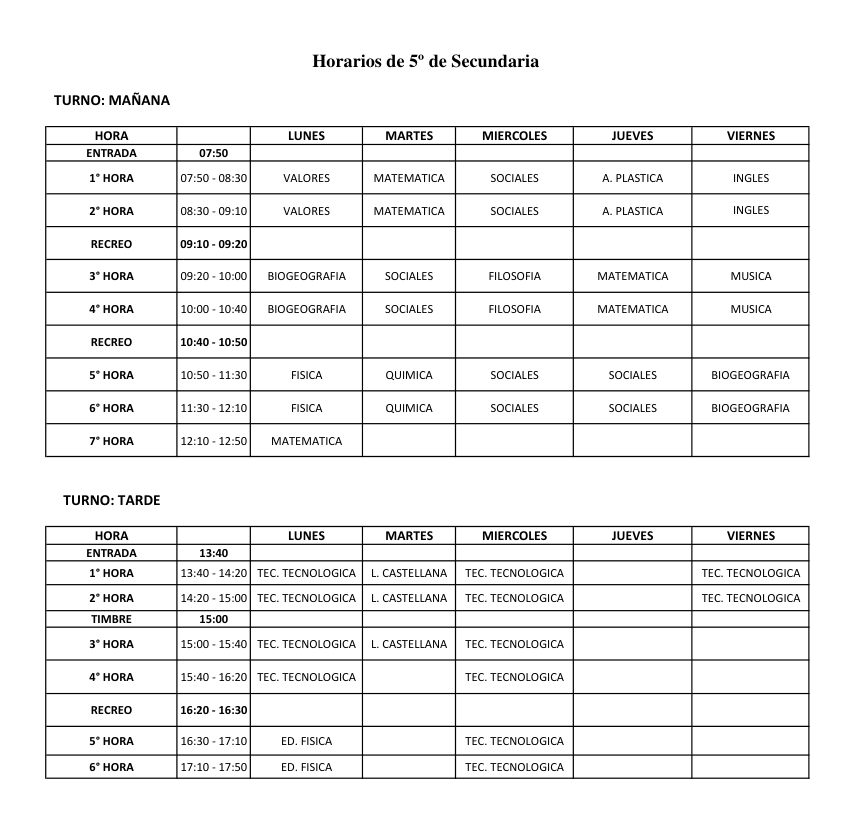 Horarios de 5º de Secundaria
TURNO: MAÑANA
HORA LUNES MARTES MIERCOLES JUEVES VIERNES
ENTRADA 07:50
1° HORA 07:50 - 08:30 VALORES MATEMATICA SOCIALES A. PLASTICA INGLES
2° HORA 08:30 - 09:10 VALORES MATEMATICA SOCIALES A. PLASTICA INGLES
RECREO 09:10 - 09:20
3° HORA 09:20 - 10:00 BIOGEOGRAFIA SOCIALES FILOSOFIA MATEMATICA MUSICA
4° HORA 10:00 - 10:40 BIOGEOGRAFIA SOCIALES FILOSOFIA MATEMATICA MUSICA
RECREO 10:40 - 10:50
5° HORA 10:50 - 11:30 FISICA QUIMICA SOCIALES SOCIALES BIOGEOGRAFIA
6° HORA 11:30 - 12:10 FISICA QUIMICA SOCIALES SOCIALES BIOGEOGRAFIA
7° HORA 12:10 - 12:50 MATEMATICA
TURNO: TARDE
HORA LUNES MARTES MIERCOLES JUEVES VIERNES
ENTRADA 13:40
1° HORA 13:40 - 14:20 TEC. TECNOLOGICA L. CASTELLANA TEC. TECNOLOGICA TEC. TECNOLOGICA
2° HORA 14:20 - 15:00 TEC. TECNOLOGICA L. CASTELLANA TEC. TECNOLOGICA TEC. TECNOLOGICA
TIMBRE 15:00
3° HORA 15:00 - 15:40 TEC. TECNOLOGICA L. CASTELLANA TEC. TECNOLOGICA
4° HORA 15:40 - 16:20 TEC. TECNOLOGICA TEC. TECNOLOGICA
RECREO 16:20 - 16:30
5° HORA 16:30 - 17:10 ED. FISICA TEC. TECNOLOGICA
6° HORA 17:10 - 17:50 ED. FISICA TEC. TECNOLOGICA